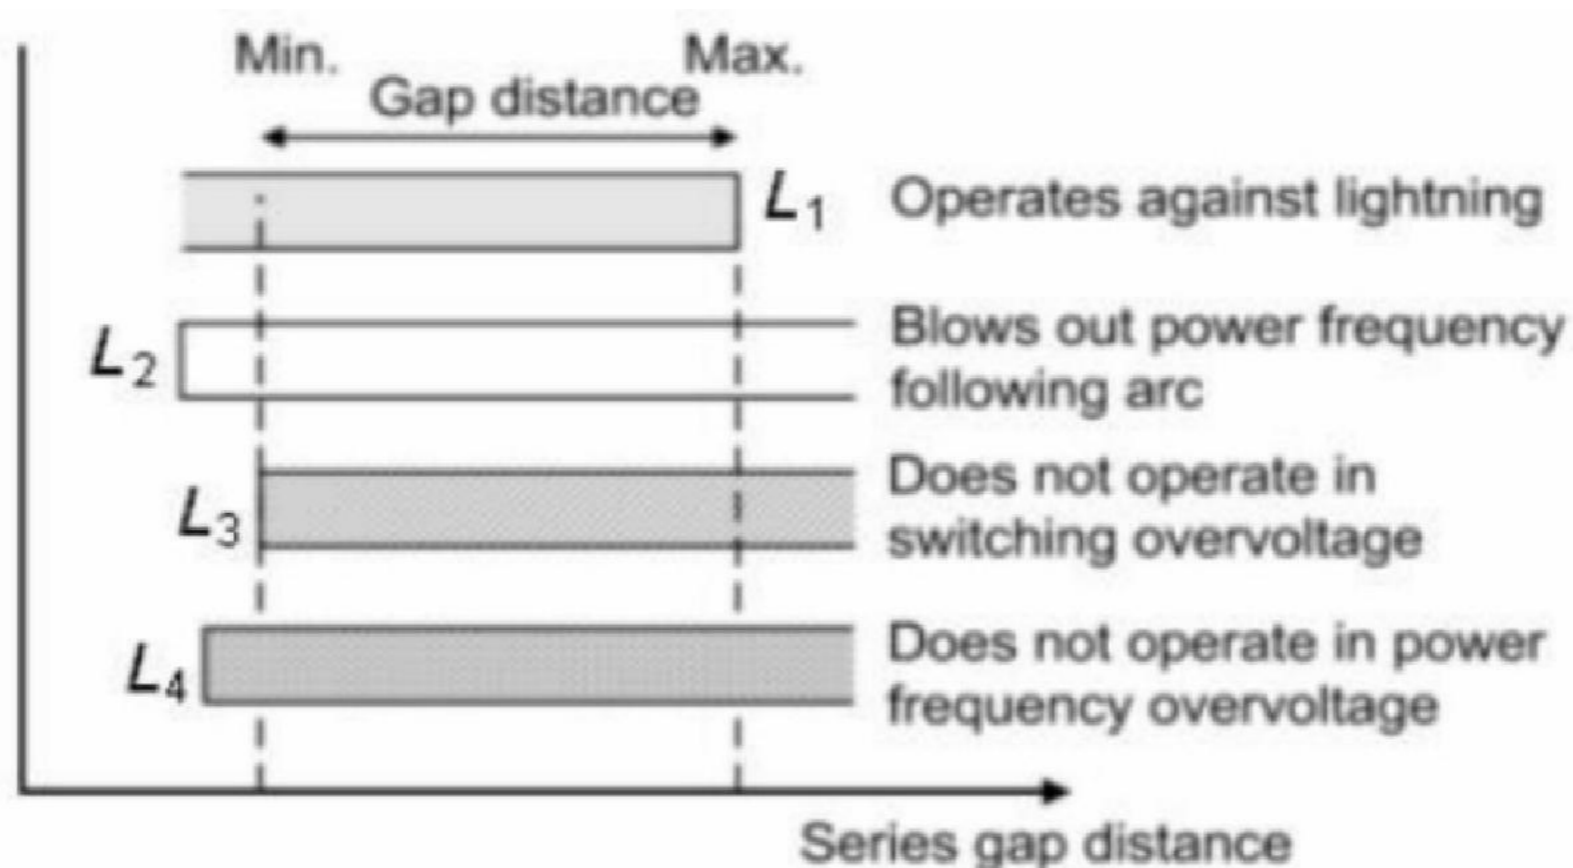 Min.
Max.
Gap distance
L1
Operates against lightning
L2
Blows out power frequency
following arc
L3
Does not operate in
switching overvoltage
L4
Does not operate in power
frequency overvoltage
Series gap distance